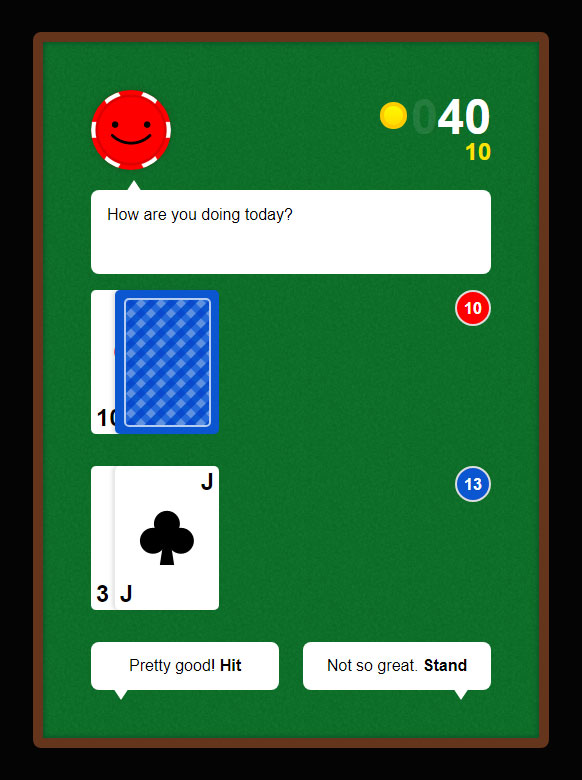 040
10
How are you doing today?
10
10
J
13
3 J
Pretty good! Hit
Not so great. Stand